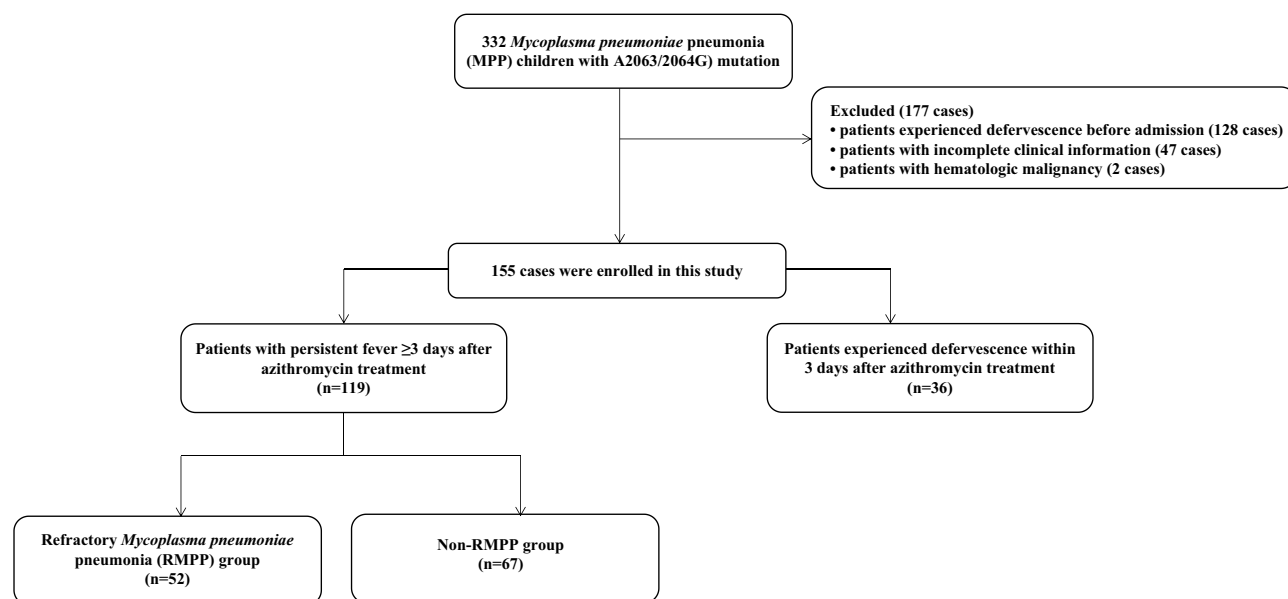 332 Mycoplasma pneumoniae pneumonia
(MPP) children with A2063/2064G) mutation
Excluded (177 cases)
• patients experienced defervescence before admission (128 cases)
• patients with incomplete clinical information (47 cases)
• patients with hematologic malignancy (2 cases)
155 cases were enrolled in this study
Patients with persistent fever ≥3 days after
azithromycin treatment
(n=119)
Patients experienced defervescence within
3 days after azithromycin treatment
(n=36)
Refractory Mycoplasma pneumoniae
pneumonia (RMPP) group
(n=52)
Non-RMPP group
(n=67)